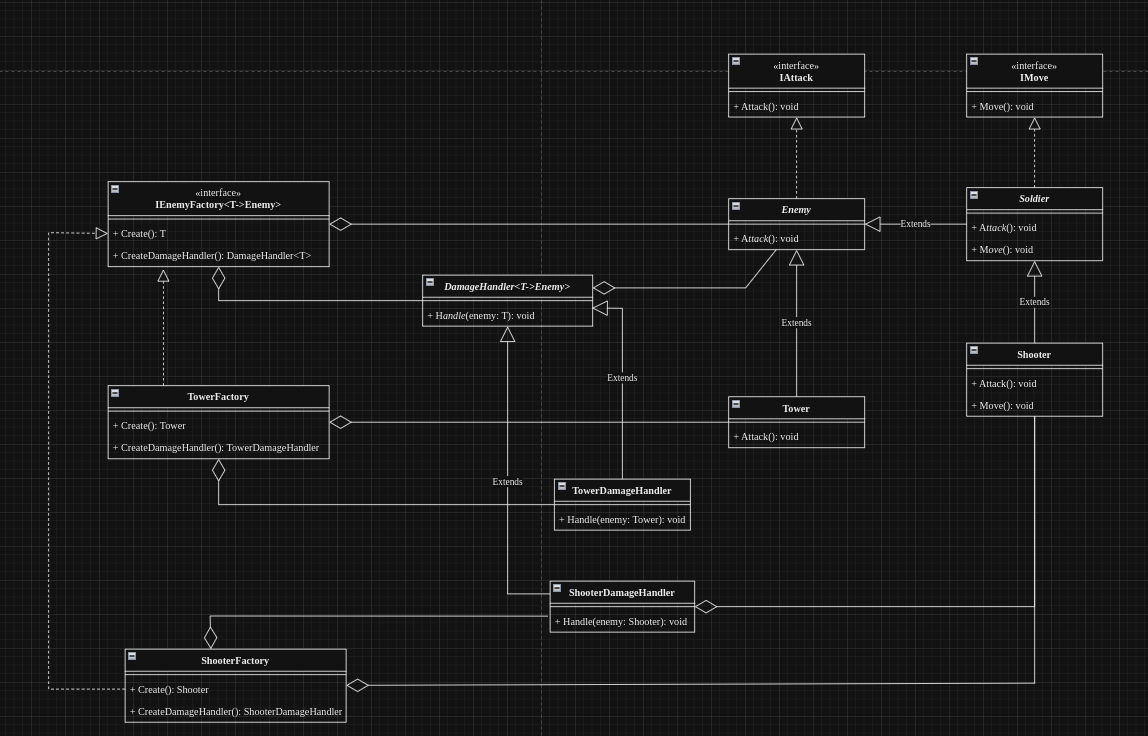 «interface»
IAttack
+ Attack(): void
«interface»
IMove
+ Move(): void
«interface»
IEnemyFactory<T->Enemy>
+ Create(): T
+ CreateDamageHandler(): DamageHandler<T>
Enemy
+ Attack(): void
Extends
Soldier
+ Attack(): void
+ Move(): void
DamageHandler<T->Enemy>
+ Handle(enemy: T): void
Extends
Extends
Extends
Shooter
+ Attack(): void
+ Move(): void
TowerFactory
+ Create(): Tower
+ CreateDamageHandler(): TowerDamageHandler
Tower
+ Attack(): void
Extends
TowerDamageHandler
+ Handle(enemy: Tower): void
ShooterDamageHandler
+ Handle(enemy: Shooter): void
ShooterFactory
+ Create(): Shooter
+ CreateDamageHandler(): ShooterDamageHandler